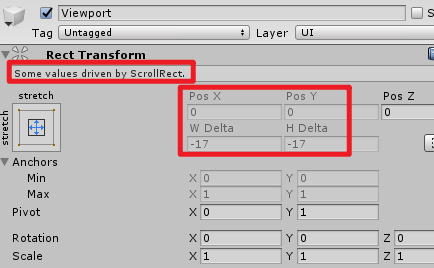 Viewport
S
Tag Untagged Layer UI
Rect Transform
Some values driven by ScrollRect.
stretch Pos X Pos Y Pos Z
stretch 0 0 0
W Delta H Delta
-17 -17
Anchors
Min X 0 Y 0
Max X 1 Y 1
Pivot X 0 Y 1
Rotation X 0 Y 0 Z 0
Scale X 1 Y 1 Z 1